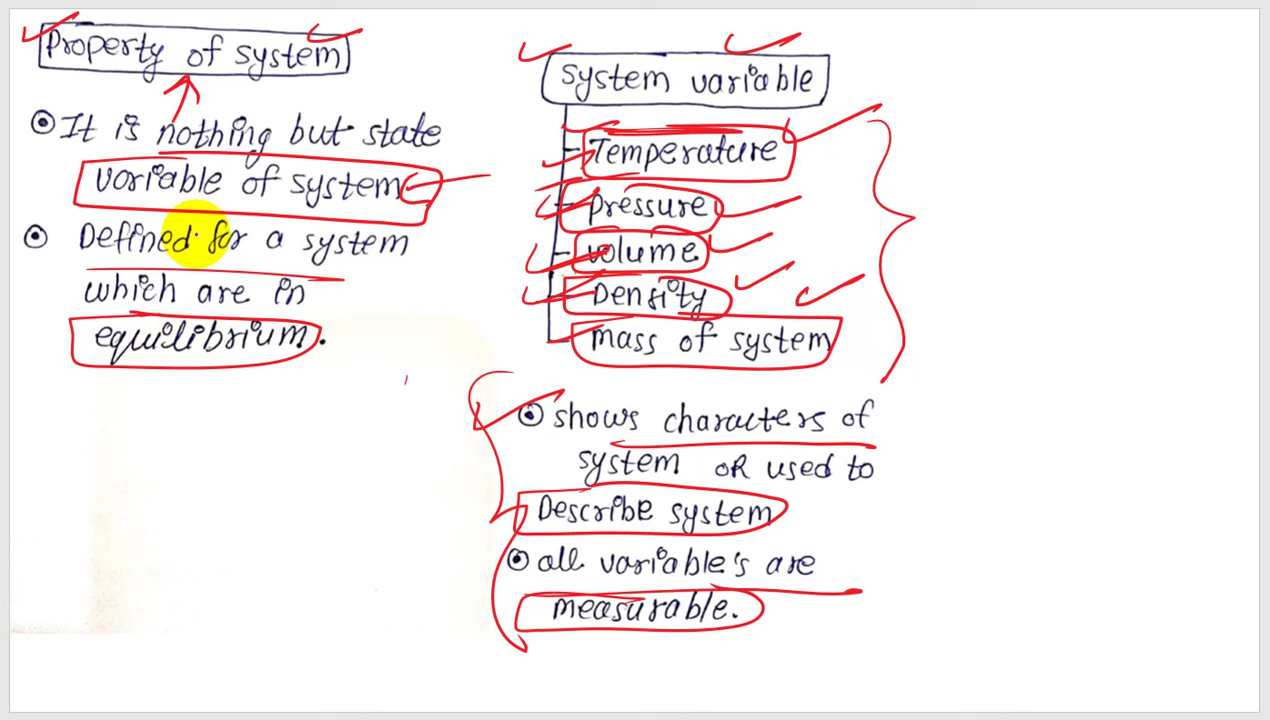 Property of system
It is nothing but state
variable of system
Defined for a system
which are in
equilibrium.
system variable
Temperature
pressure
volume
Density
mass of system
shows characters of
system OR used to
Describe system
all variable's are
measurable.